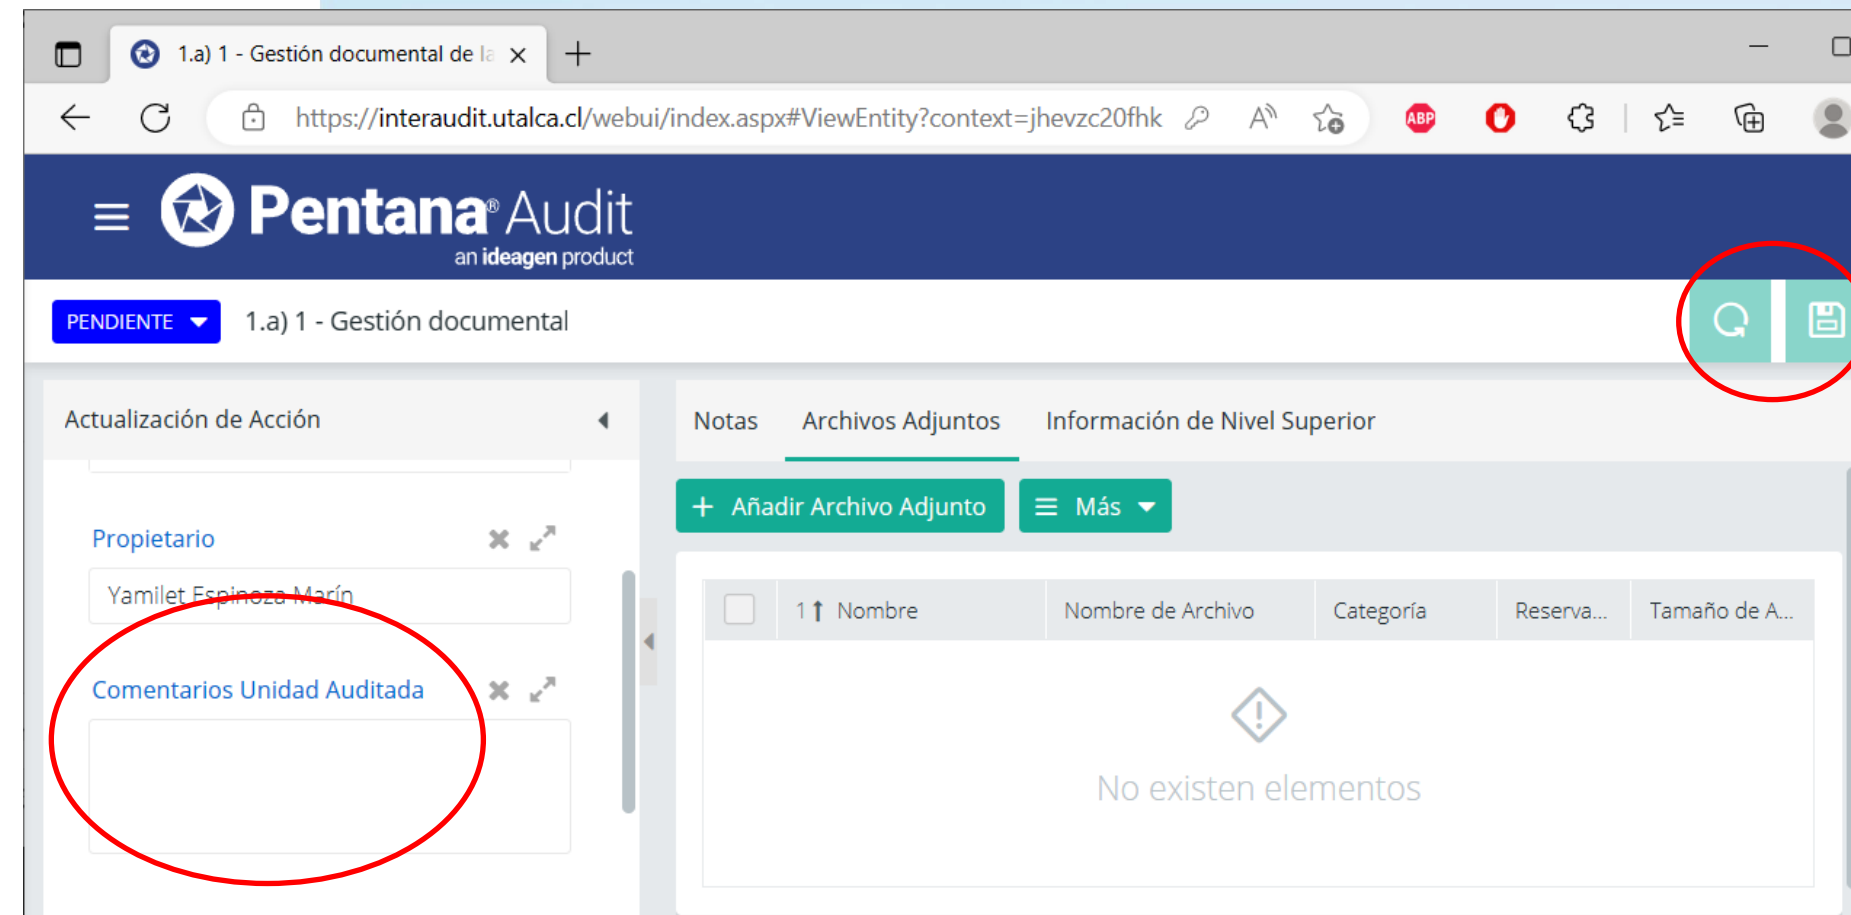 1.a) 1 - Gestión documental de la
https://interaudit.utalca.cl/webui/index.aspx#ViewEntity?context=jhevzc20fhk
ABP
Pentana® Audit
an ideagen product
PENDIENTE
1.a) 1 - Gestión documental
Actualización de Acción
Notas
Archivos Adjuntos
Información de Nivel Superior
+ Añadir Archivo Adjunto
Más
Propietario
Yamilet Espinoza Marín
1 Nombre
Nombre de Archivo
Categoría
Reserva...
Tamaño de A...
Comentarios Unidad Auditada
No existen elementos